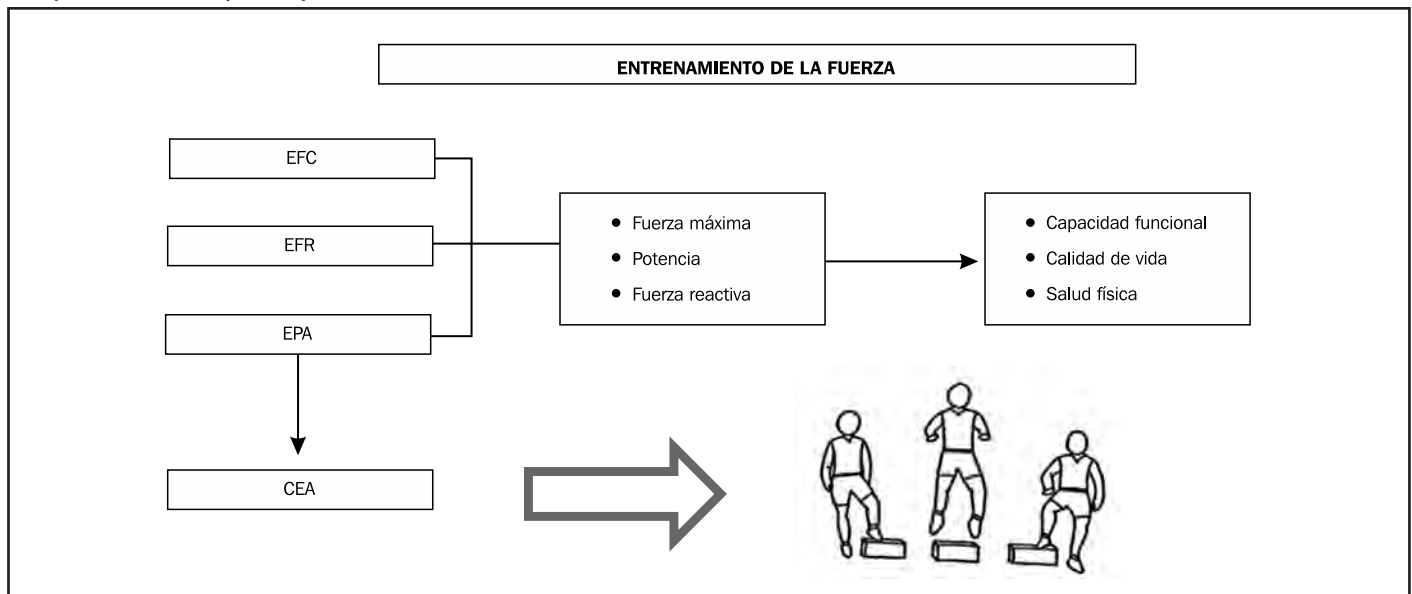 ENTRENAMIENTO DE LA FUERZA
EFC
EFR
EPA
CEA
• Fuerza máxima
• Potencia
• Fuerza reactiva
• Capacidad funcional
• Calidad de vida
• Salud física